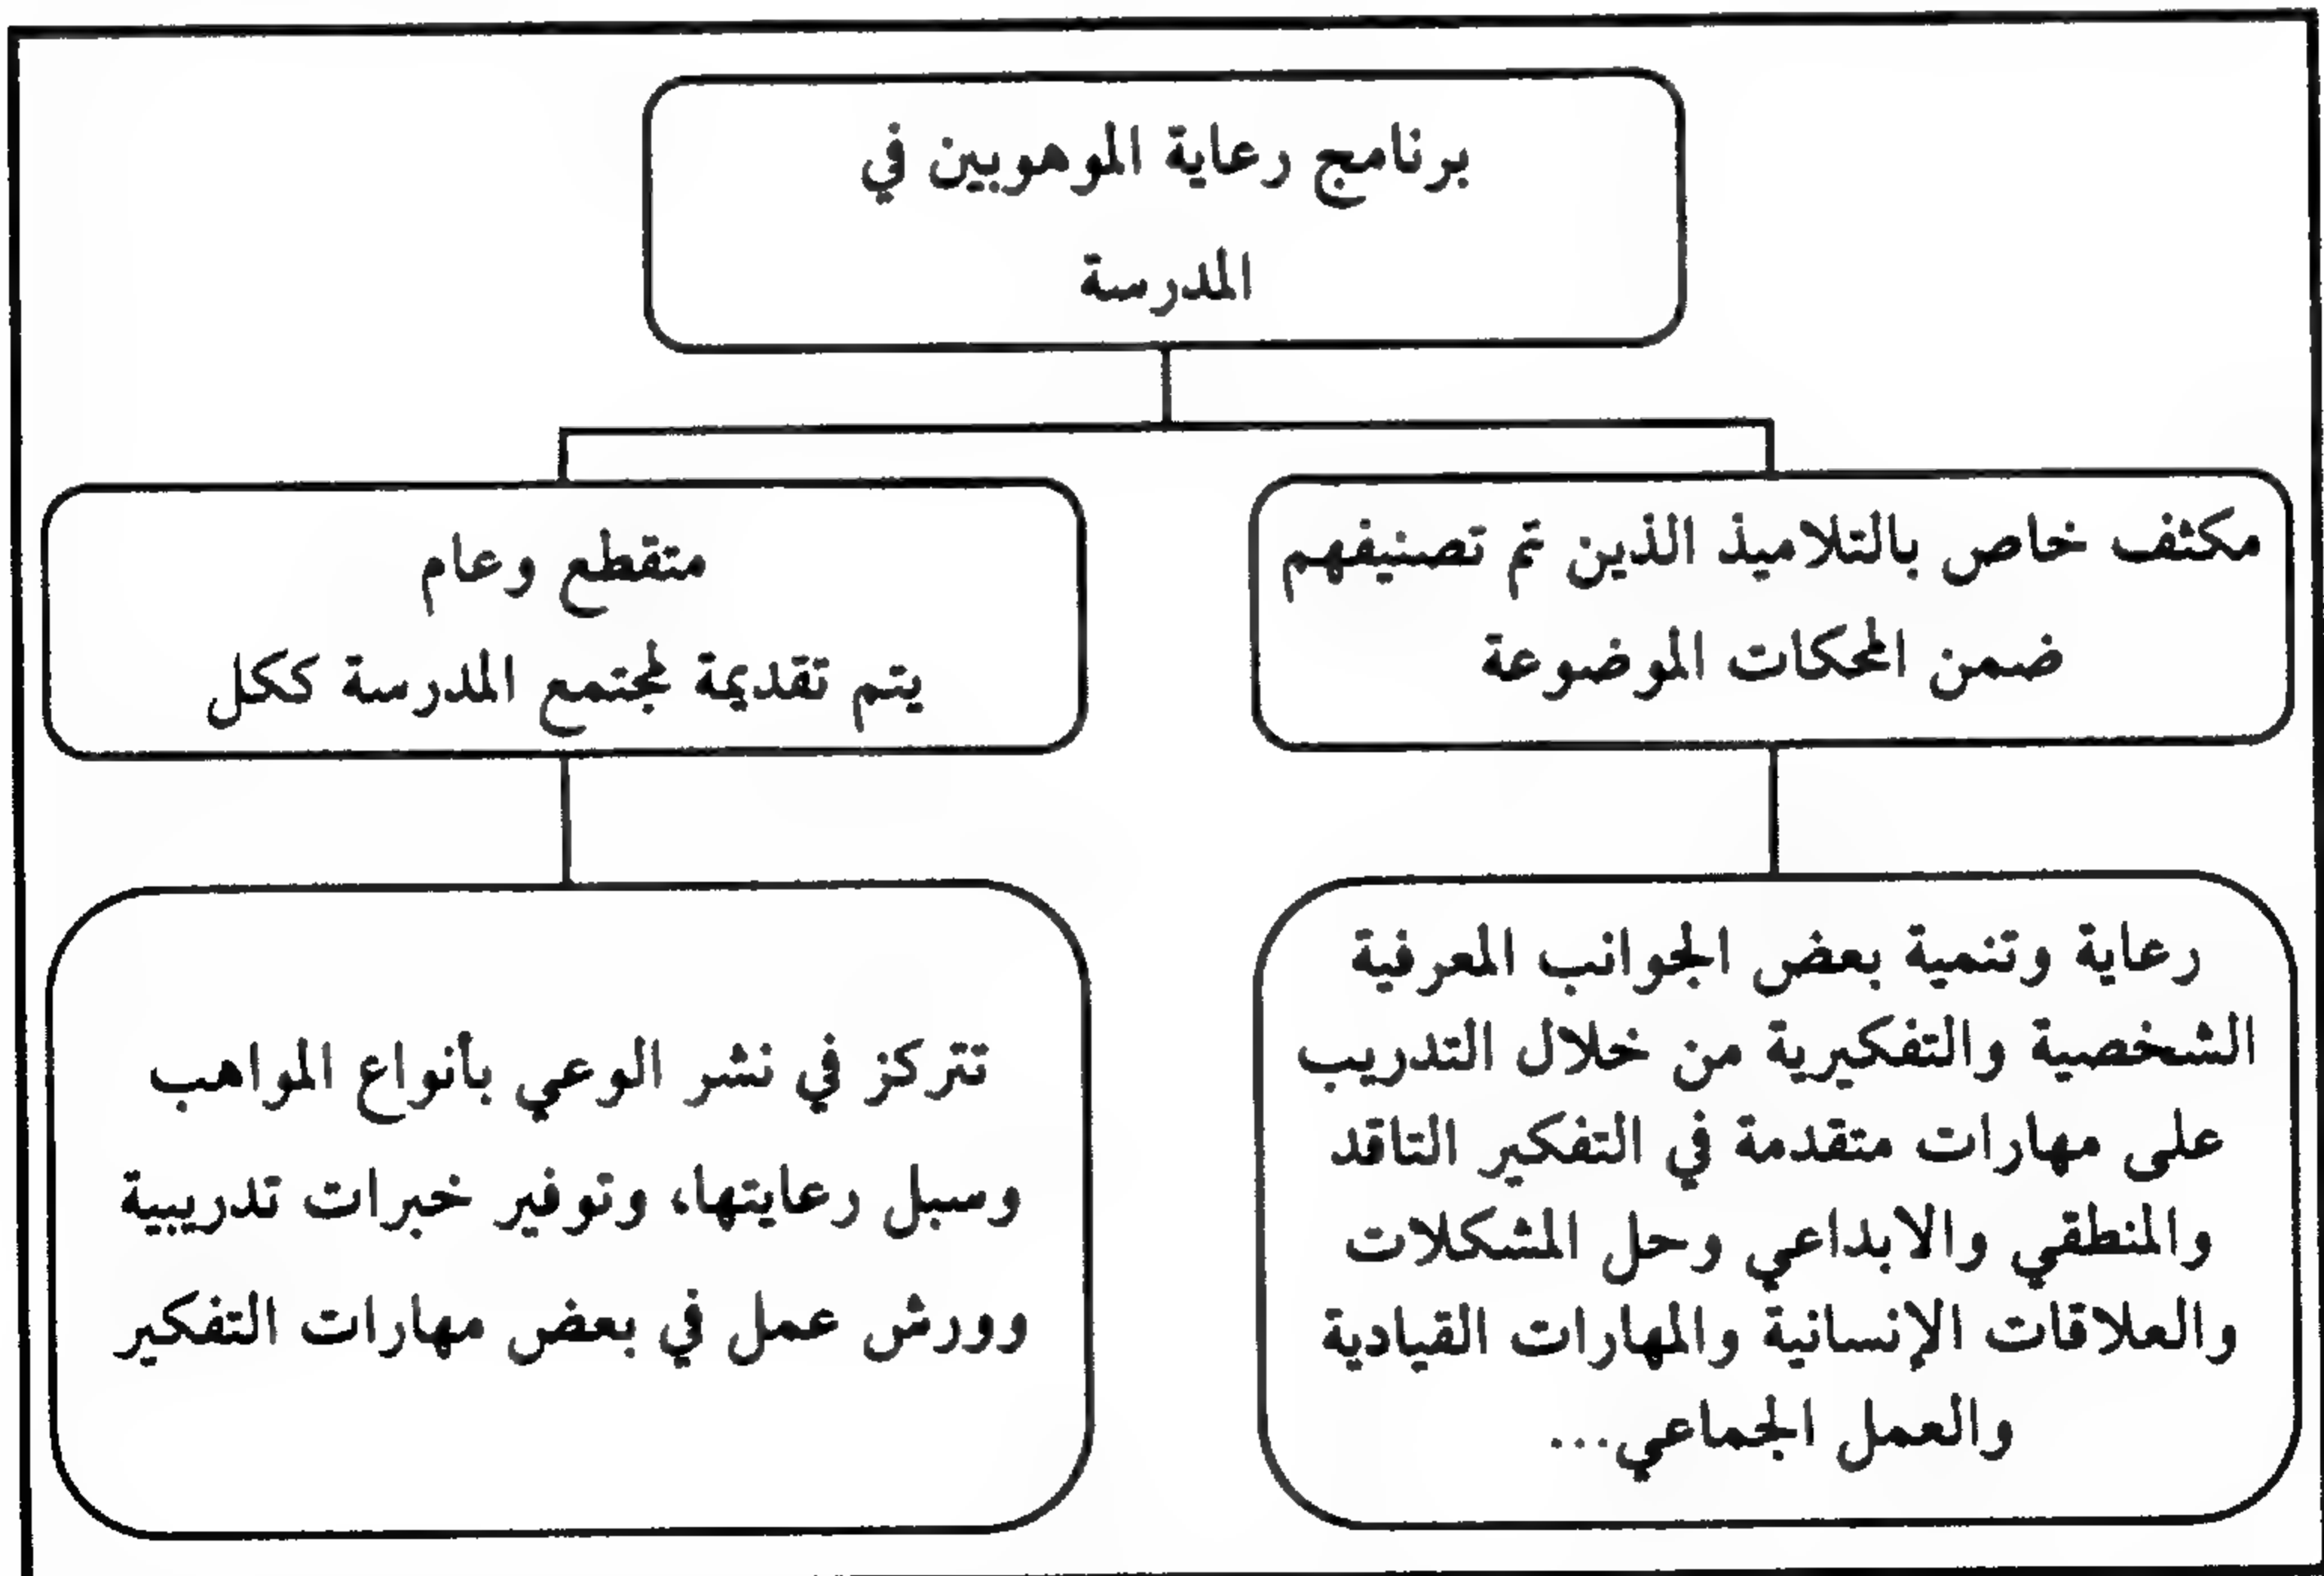 برنامج رعاية الموهوبين في
المدرسة
مكثف خاص بالتلاميذ الذين تم تصنيفهم
ضمن المحكات الموضوعة
متقطع وعام
يتم تقديمة لمجتمع المدرسة ككل
رعاية وتنمية بعض الجوانب المعرفية
الشخصية والتفكيرية من خلال التدريب
على مهارات متقدمة في التفكير التاقد
والمنطقي والابداعي وحل المشكلات
والعلاقات الإنسانية والمهارات القيادية
والعمل الجماعي...
تتركز في نشر الوعي بأنواع المواهب
وسبل رعايتها، وتوفير خبرات تدريبية
وورش عمل في بعض مهارات التفكير